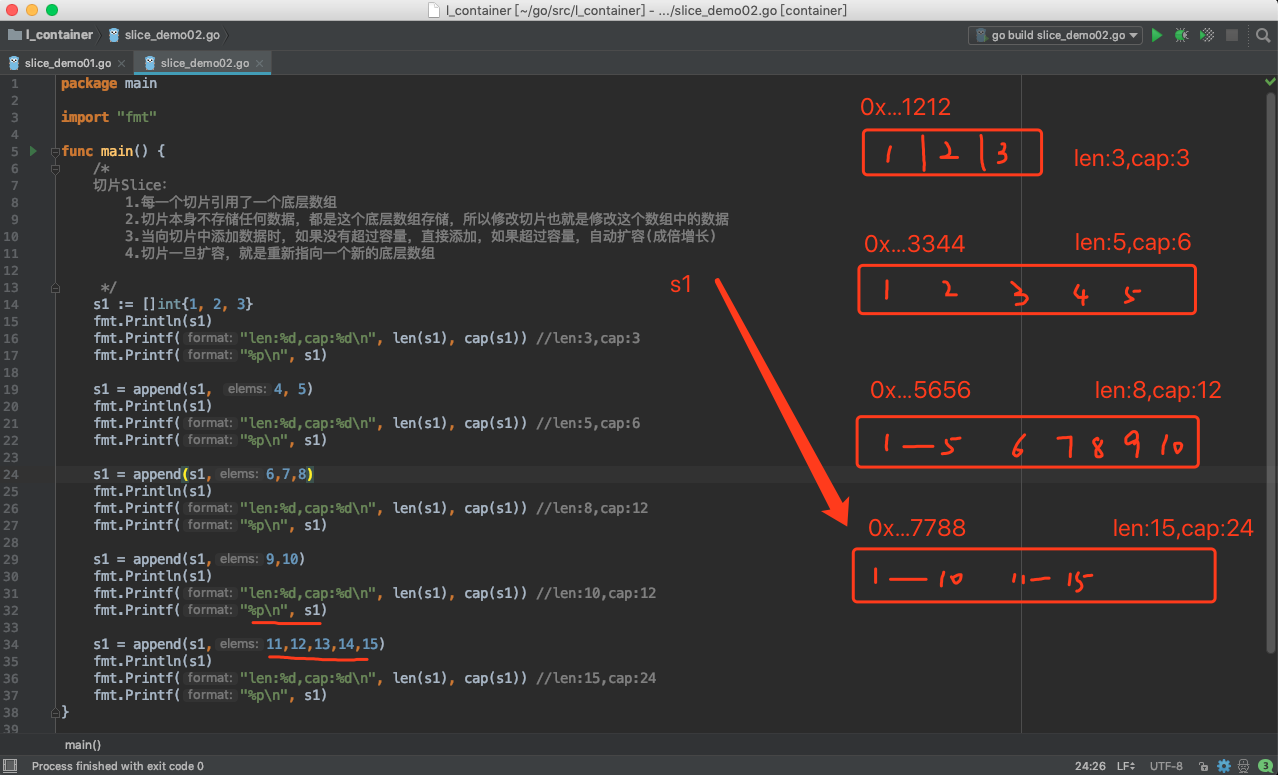 l_container [~/go/src/l_container] - .../slice_demo02.go [container]
l_container slice_demo02.go go build slice_demo02.go
slice_demo01.go slice_demo02.go
1 package main
2
3 import "fmt"
4
5 func main() {
6 /*
7 切片Slice:
8 1.每一个切片引用了一个底层数组
9 2.切片本身不存储任何数据，都是这个底层数组存储，所以修改切片也就是修改这个数组中的数据
10 3.当向切片中添加数据时，如果没有超过容量，直接添加，如果超过容量，自动扩容(成倍增长)
11 4.切片一旦扩容，就是重新指向一个新的底层数组
12
13 */
14 s1 := []int{1, 2, 3}
15 fmt.Println(s1)
16 fmt.Printf( format: "len:%d,cap:%d\n", len(s1), cap(s1)) //len:3,cap:3
17 fmt.Printf( format: "%p\n", s1)
18
19 s1 = append(s1, elems: 4, 5)
20 fmt.Println(s1)
21 fmt.Printf( format: "len:%d,cap:%d\n", len(s1), cap(s1)) //len:5,cap:6
22 fmt.Printf( format: "%p\n", s1)
23
24 s1 = append(s1, elems: 6,7,8)
25 fmt.Println(s1)
26 fmt.Printf( format: "len:%d,cap:%d\n", len(s1), cap(s1)) //len:8,cap:12
27 fmt.Printf( format: "%p\n", s1)
28
29 s1 = append(s1, elems: 9,10)
30 fmt.Println(s1)
31 fmt.Printf( format: "len:%d,cap:%d\n", len(s1), cap(s1)) //len:10,cap:12
32 fmt.Printf( format: "%p\n", s1)
33
34 s1 = append(s1, elems: 11,12,13,14,15)
35 fmt.Println(s1)
36 fmt.Printf( format: "len:%d,cap:%d\n", len(s1), cap(s1)) //len:15,cap:24
37 fmt.Printf( format: "%p\n", s1)
38 }
39
0x...1212
1 | 2 | 3 len:3,cap:3
0x...3344 len:5,cap:6
s1
1 2 3 4 5
0x...5656 len:8,cap:12
1 — 5 6 7 8 9 10
0x...7788 len:15,cap:24
1 — 10 11 — 15
main()
Process finished with exit code 0 24:26 LF UTF-8 3